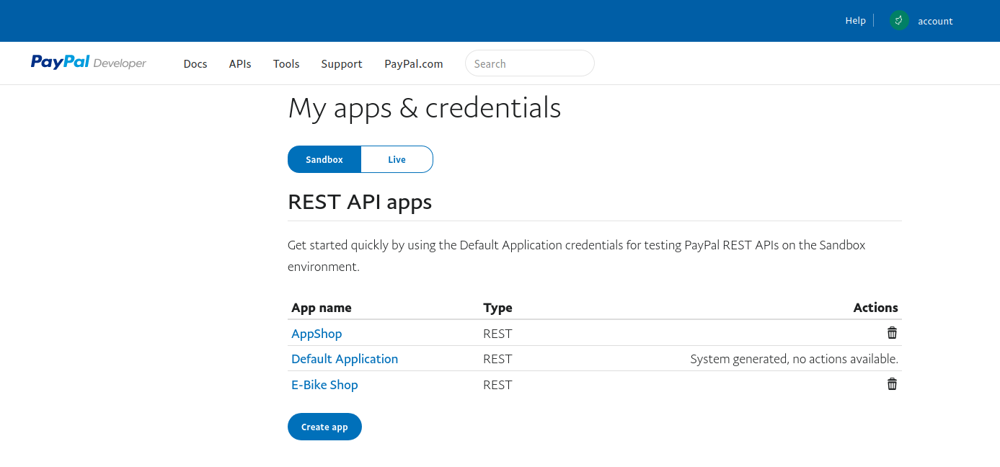 Help account
PayPal Developer Docs APIs Tools Support PayPal.com Search
My apps & credentials
Sandbox Live
REST API apps
Get started quickly by using the Default Application credentials for testing PayPal REST APIs on the Sandbox
environment.
App name Type Actions
AppShop REST
Default Application REST System generated, no actions available.
E-Bike Shop REST
Create app